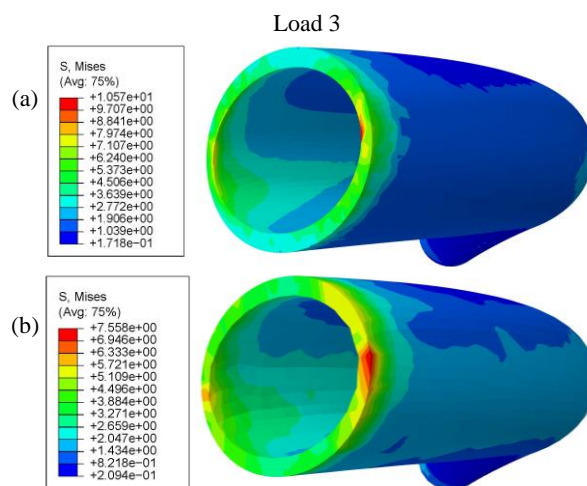 Load 3
(a)
S, Mises
(Avg: 75%)
+1.057e+01
+9.707e+00
+8.841e+00
+7.974e+00
+7.107e+00
+6.240e+00
+5.373e+00
+4.506e+00
+3.639e+00
+2.772e+00
+1.906e+00
+1.039e+00
+1.718e−01
(b)
S, Mises
(Avg: 75%)
+7.558e+00
+6.946e+00
+6.333e+00
+5.721e+00
+5.109e+00
+4.496e+00
+3.884e+00
+3.271e+00
+2.659e+00
+2.047e+00
+1.434e+00
+8.218e−01
+2.094e−01